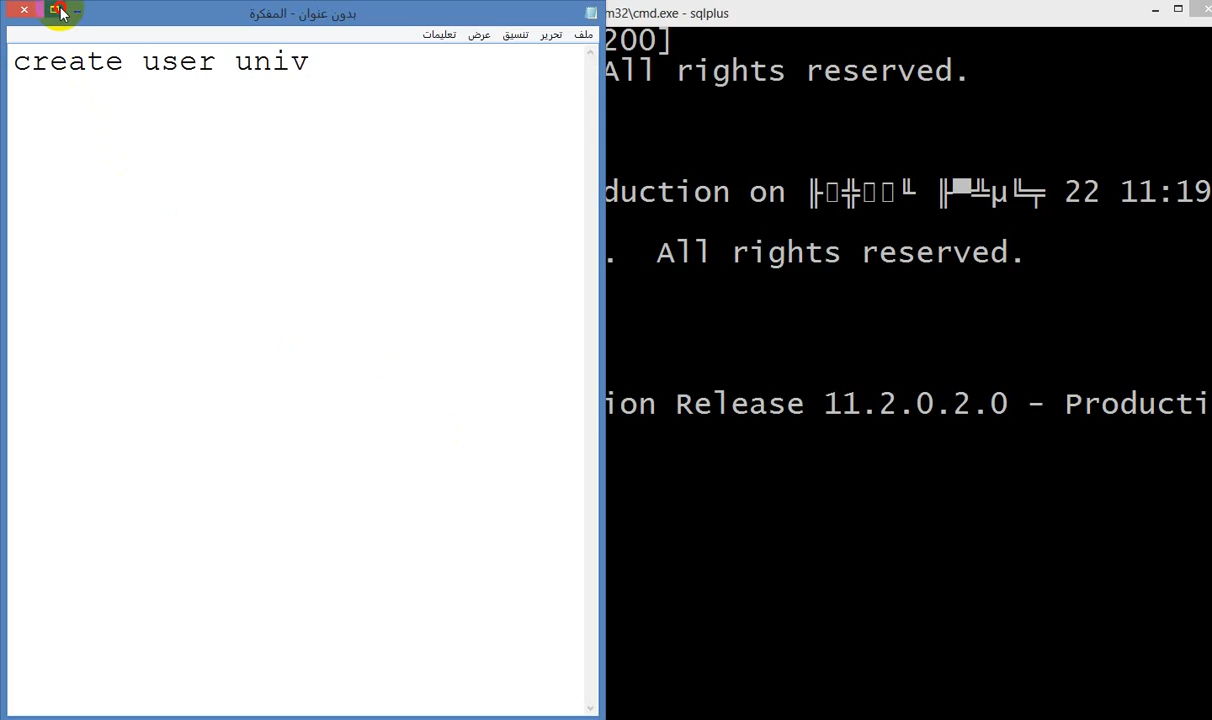 بدون عنوان - المفكرة
ملف تحرير تنسيق عرض تعليمات
create user univ
m32\cmd.exe - sqlplus
200]
All rights reserved.
duction on 22 11:19
. All rights reserved.
ion Release 11.2.0.2.0 - Producti